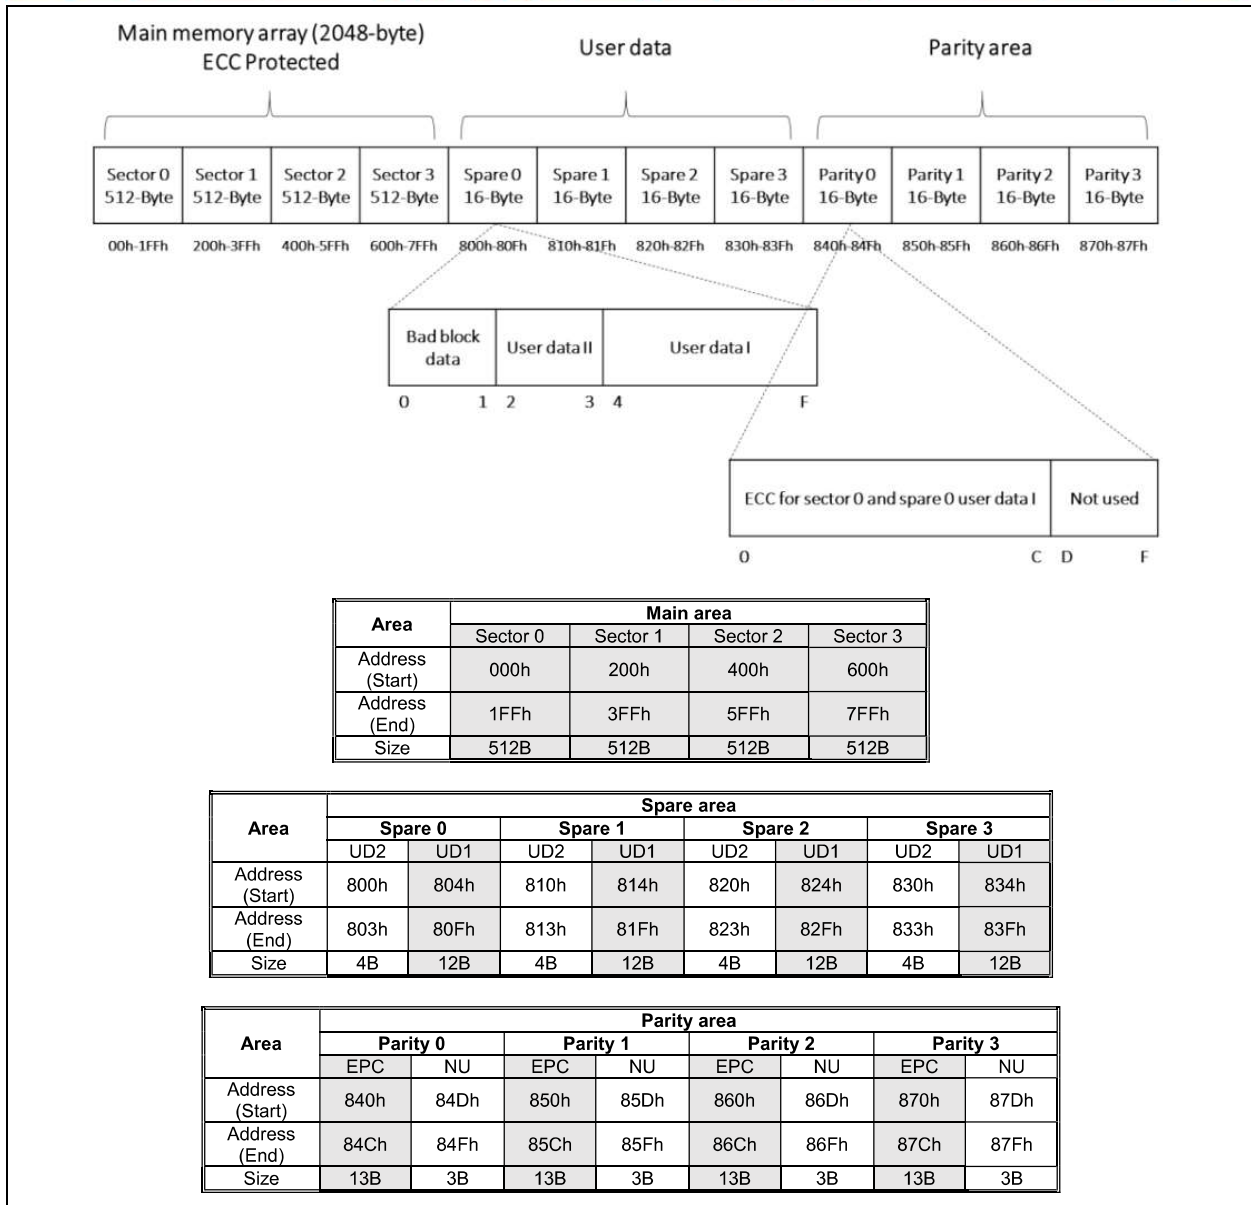 Main memory array (2048-byte)
ECC Protected
User data
Parity area
Sector 0 Sector 1 Sector 2 Sector 3 Spare 0 Spare 1 Spare 2 Spare 3 Parity 0 Parity 1 Parity 2 Parity 3
512-Byte 512-Byte 512-Byte 512-Byte 16-Byte 16-Byte 16-Byte 16-Byte 16-Byte 16-Byte 16-Byte 16-Byte
00h-1FFh 200h-3FFh 400h-5FFh 600h-7FFh 800h-80Fh 810h-81Fh 820h-82Fh 830h-83Fh 840h-84Fh 850h-85Fh 860h-86Fh 870h-87Fh
Bad block
data
User data II
User data I
0 1 2 3 4 F
ECC for sector 0 and spare 0 user data I Not used
0 C D F
Area Main area
Sector 0 Sector 1 Sector 2 Sector 3
Address
(Start) 000h 200h 400h 600h
Address
(End) 1FFh 3FFh 5FFh 7FFh
Size 512B 512B 512B 512B
Area Spare area
Spare 0 Spare 1 Spare 2 Spare 3
UD2 UD1 UD2 UD1 UD2 UD1 UD2 UD1
Address
(Start) 800h 804h 810h 814h 820h 824h 830h 834h
Address
(End) 803h 80Fh 813h 81Fh 823h 82Fh 833h 83Fh
Size 4B 12B 4B 12B 4B 12B 4B 12B
Area Parity area
Parity 0 Parity 1 Parity 2 Parity 3
EPC NU EPC NU EPC NU EPC NU
Address
(Start) 840h 84Dh 850h 85Dh 860h 86Dh 870h 87Dh
Address
(End) 84Ch 84Fh 85Ch 85Fh 86Ch 86Fh 87Ch 87Fh
Size 13B 3B 13B 3B 13B 3B 13B 3B